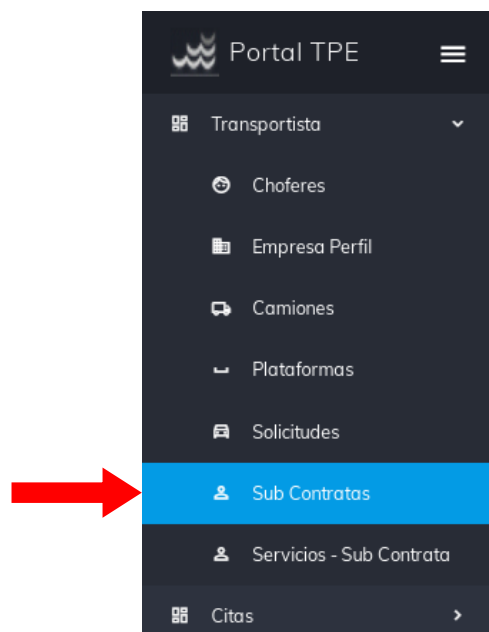 Portal TPE
Transportista
Choferes
Empresa Perfil
Camiones
Plataformas
Solicitudes
Sub Contratas
Servicios - Sub Contrata
Citas